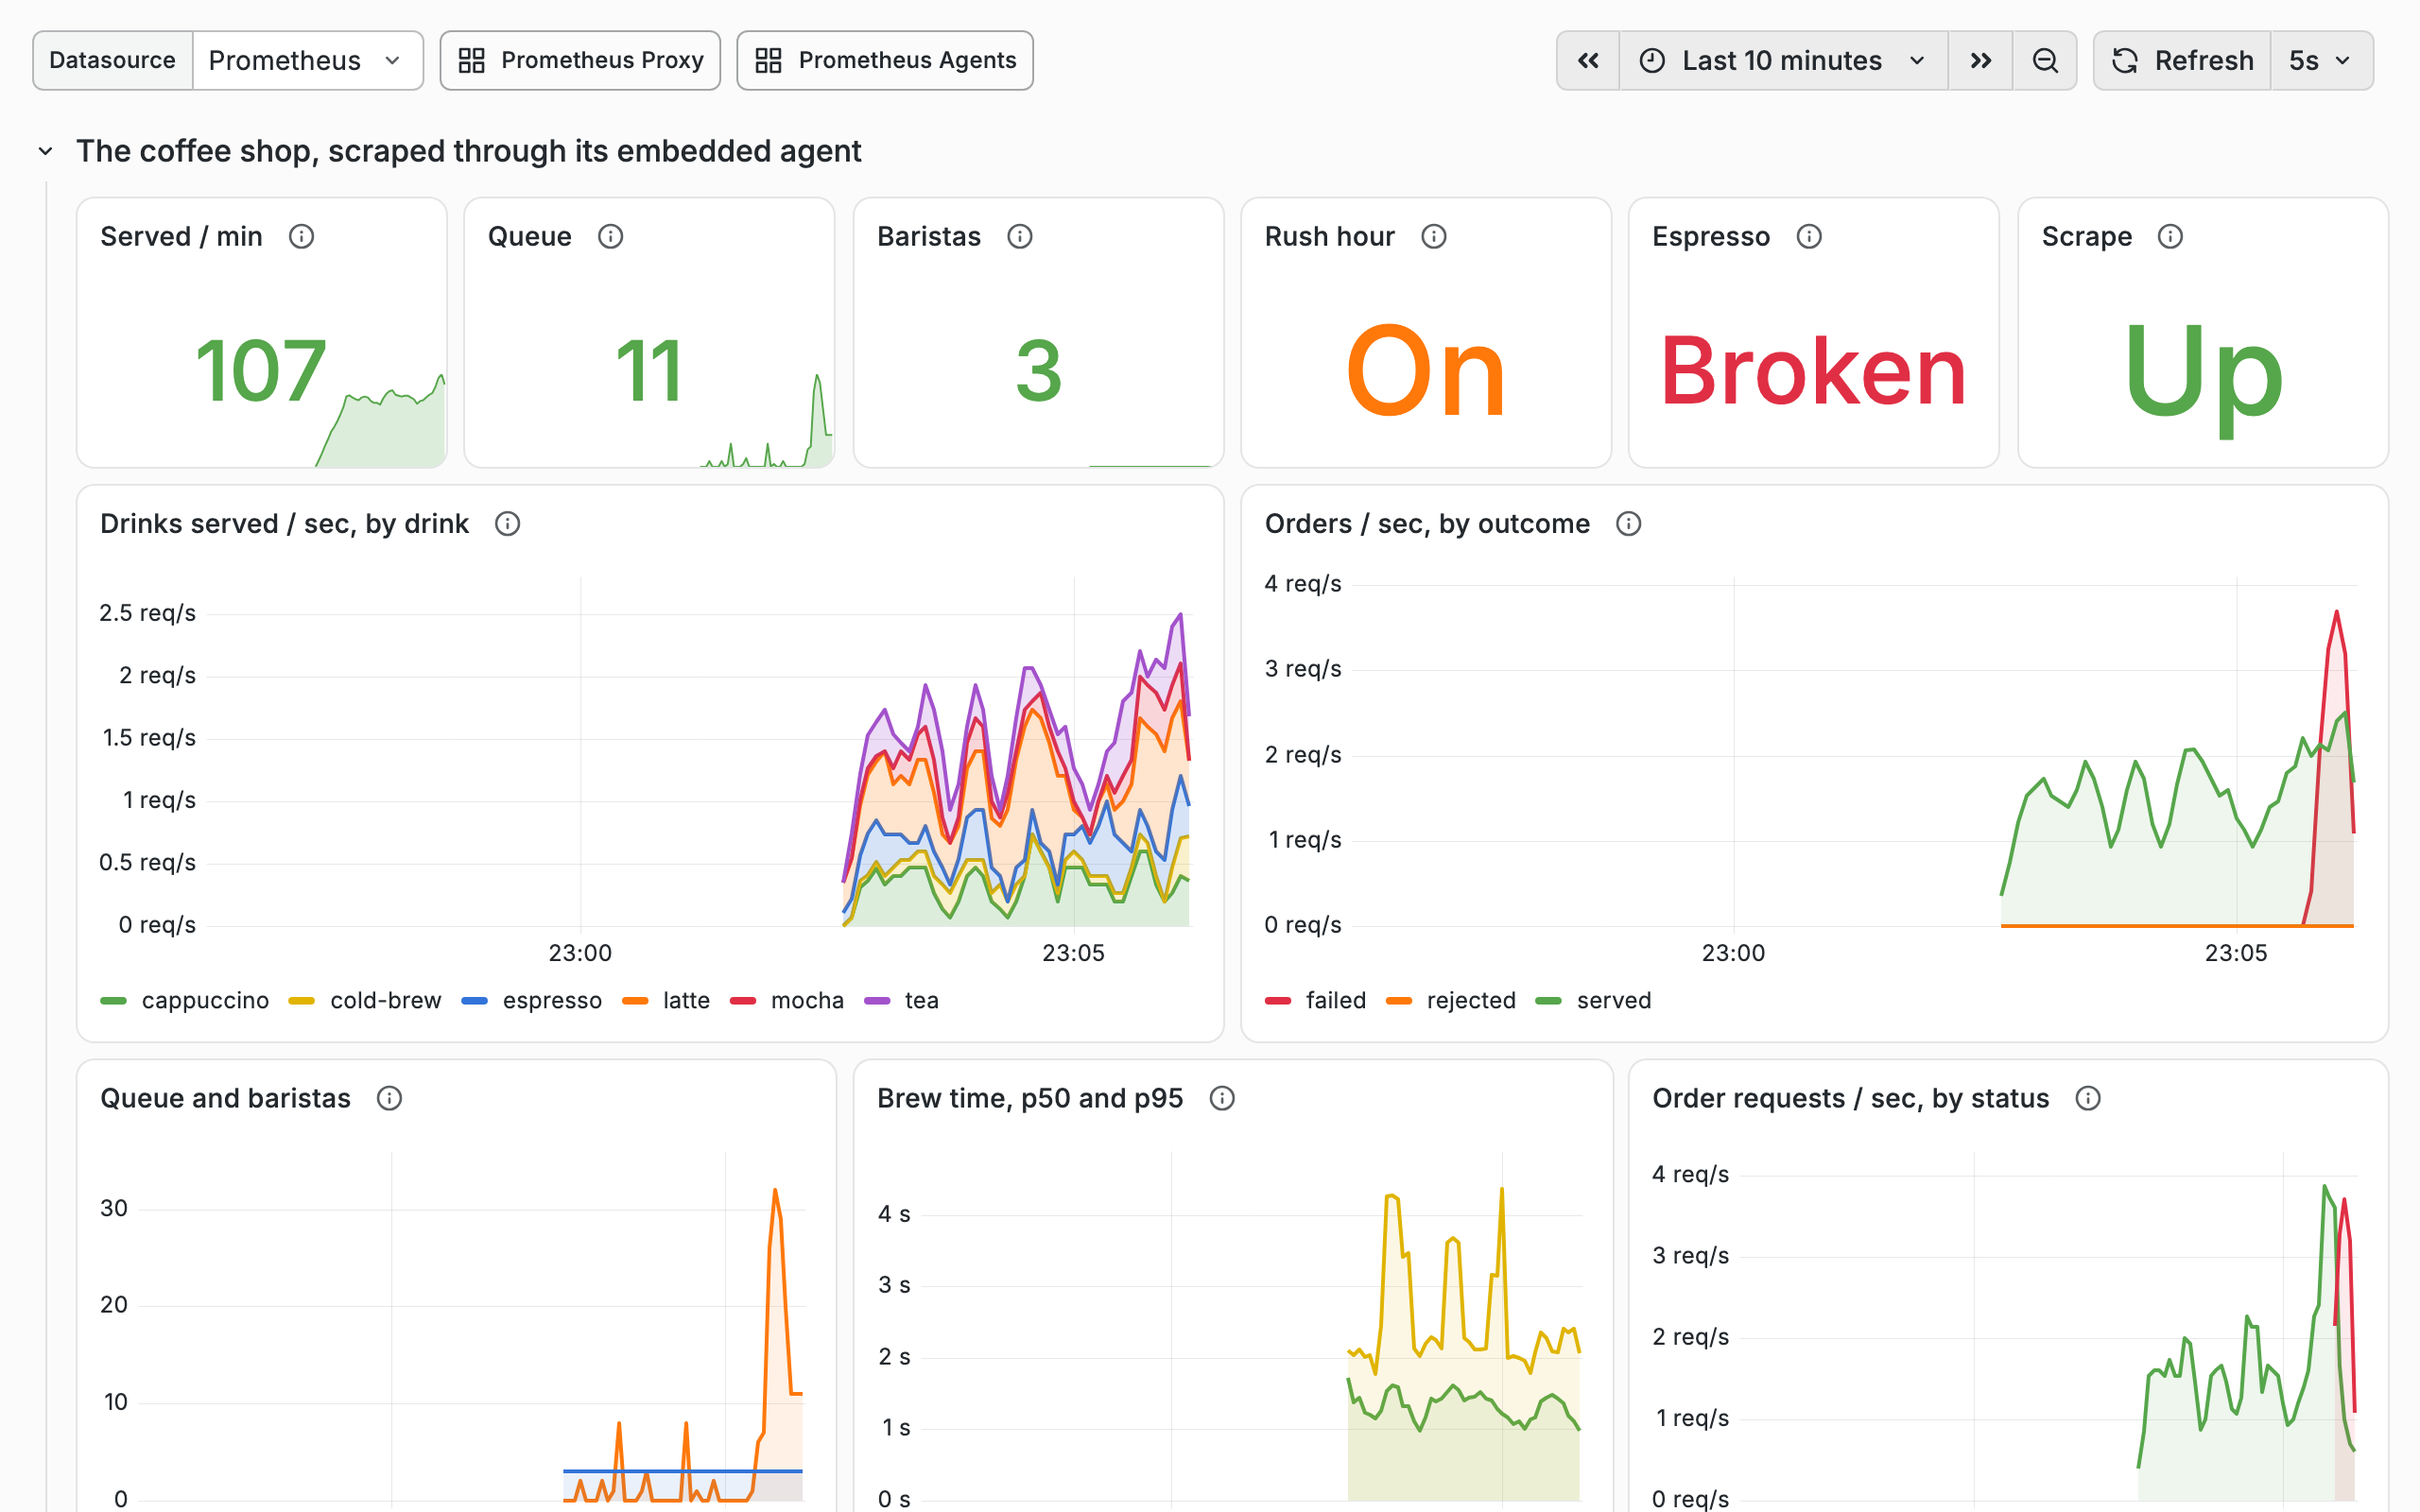 Datasource Prometheus Prometheus Proxy Prometheus Agents Last 10 minutes Refresh 5s
The coffee shop, scraped through its embedded agent
Served / min
107
Queue
11
Baristas
3
Rush hour
On
Espresso
Broken
Scrape
Up
Drinks served / sec, by drink
2.5 req/s
2 req/s
1.5 req/s
1 req/s
0.5 req/s
0 req/s
23:00 23:05
cappuccino cold-brew espresso latte mocha tea
Orders / sec, by outcome
4 req/s
3 req/s
2 req/s
1 req/s
0 req/s
23:00 23:05
failed rejected served
Queue and baristas
30
20
10
0
Brew time, p50 and p95
4 s
3 s
2 s
1 s
0 s
Order requests / sec, by status
4 req/s
3 req/s
2 req/s
1 req/s
0 req/s